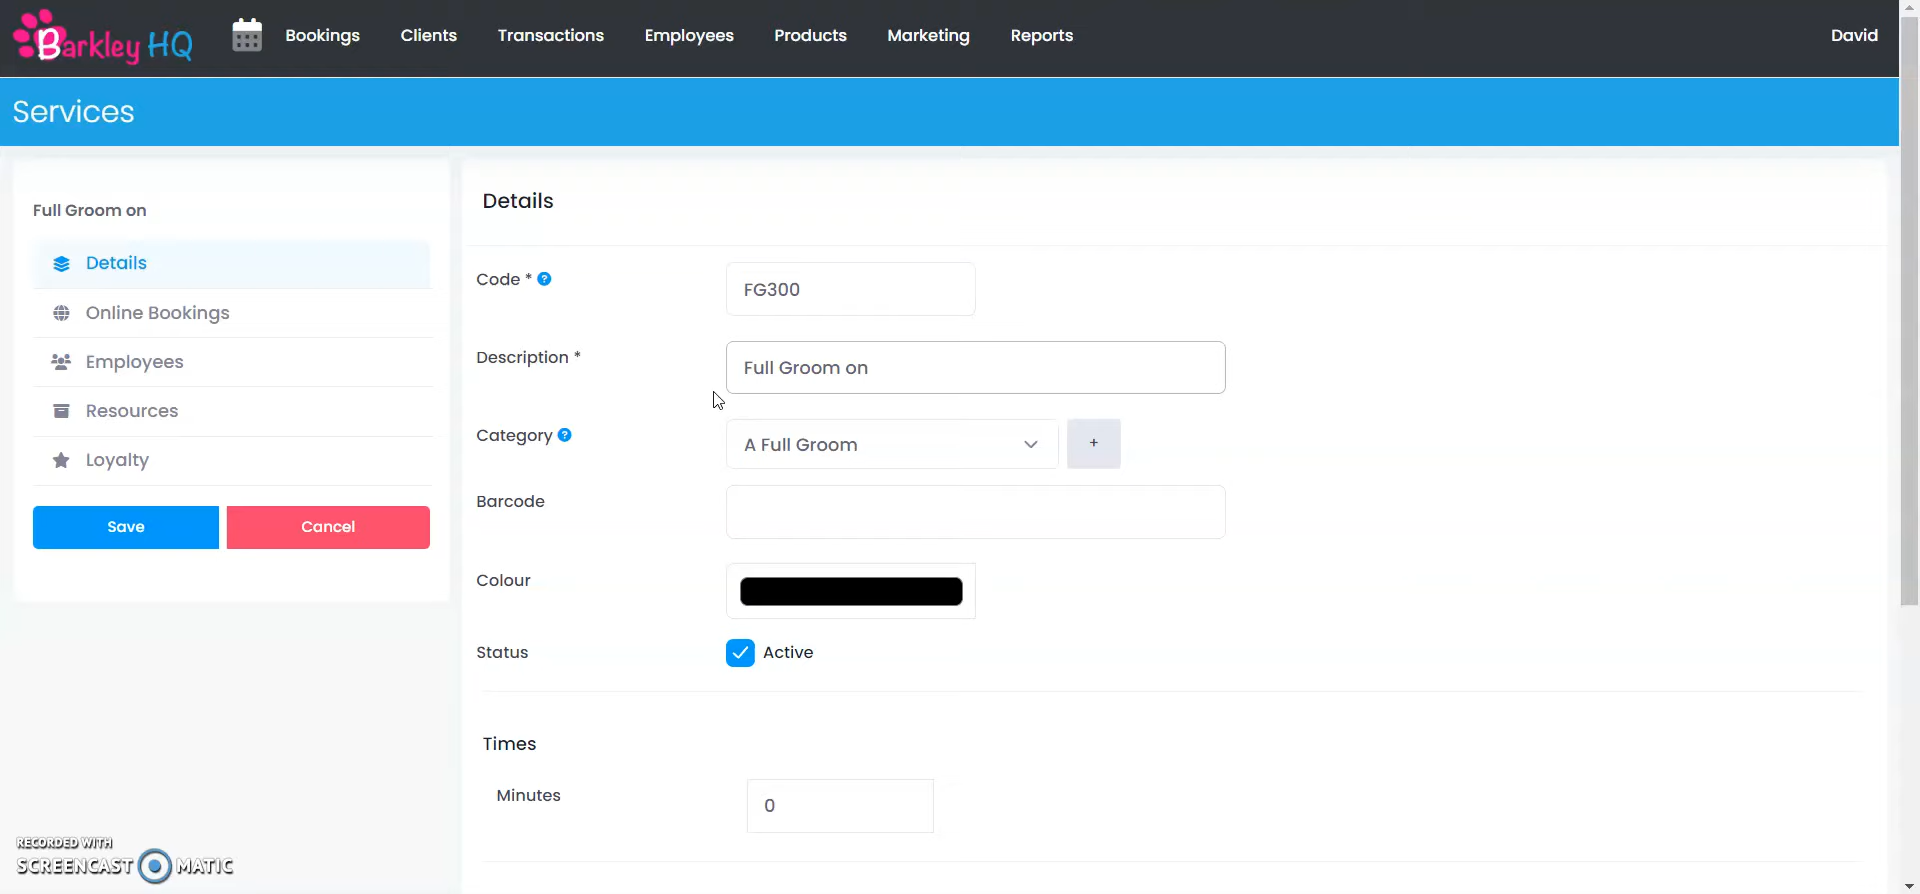 Barkley HQ
Bookings
Clients
Transactions
Employees
Products
Marketing
Reports
David
Services
Full Groom on
Details
Online Bookings
Employees
Resources
Loyalty
Save
Cancel
Details
Code * ?
FG300
Description *
Full Groom on
Category ?
A Full Groom
+
Barcode
Colour
Status
Active
Times
Minutes
0
RECORDED WITH
SCREENCAST MATIC